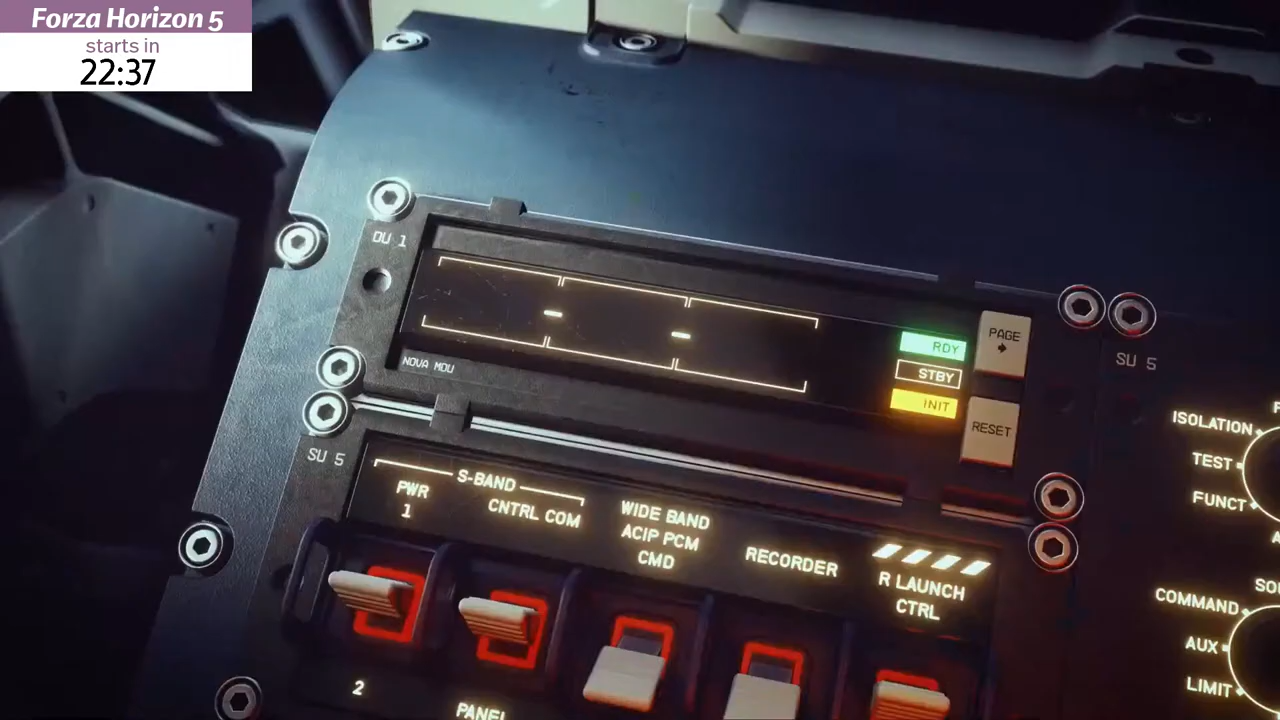 Forza Horizon 5
starts in
22:37
DU 1
NOVA MDU
RDY
STBY
INIT
PAGE
RESET
SU 5
SU 5
S-BAND
PWR
1
CNTRL COM
WIDE BAND
ACIP PCM
CMD
RECORDER
R LAUNCH
CTRL
2
PANEL
ISOLATION
TEST
FUNCT
COMMAND
AUX
LIMIT